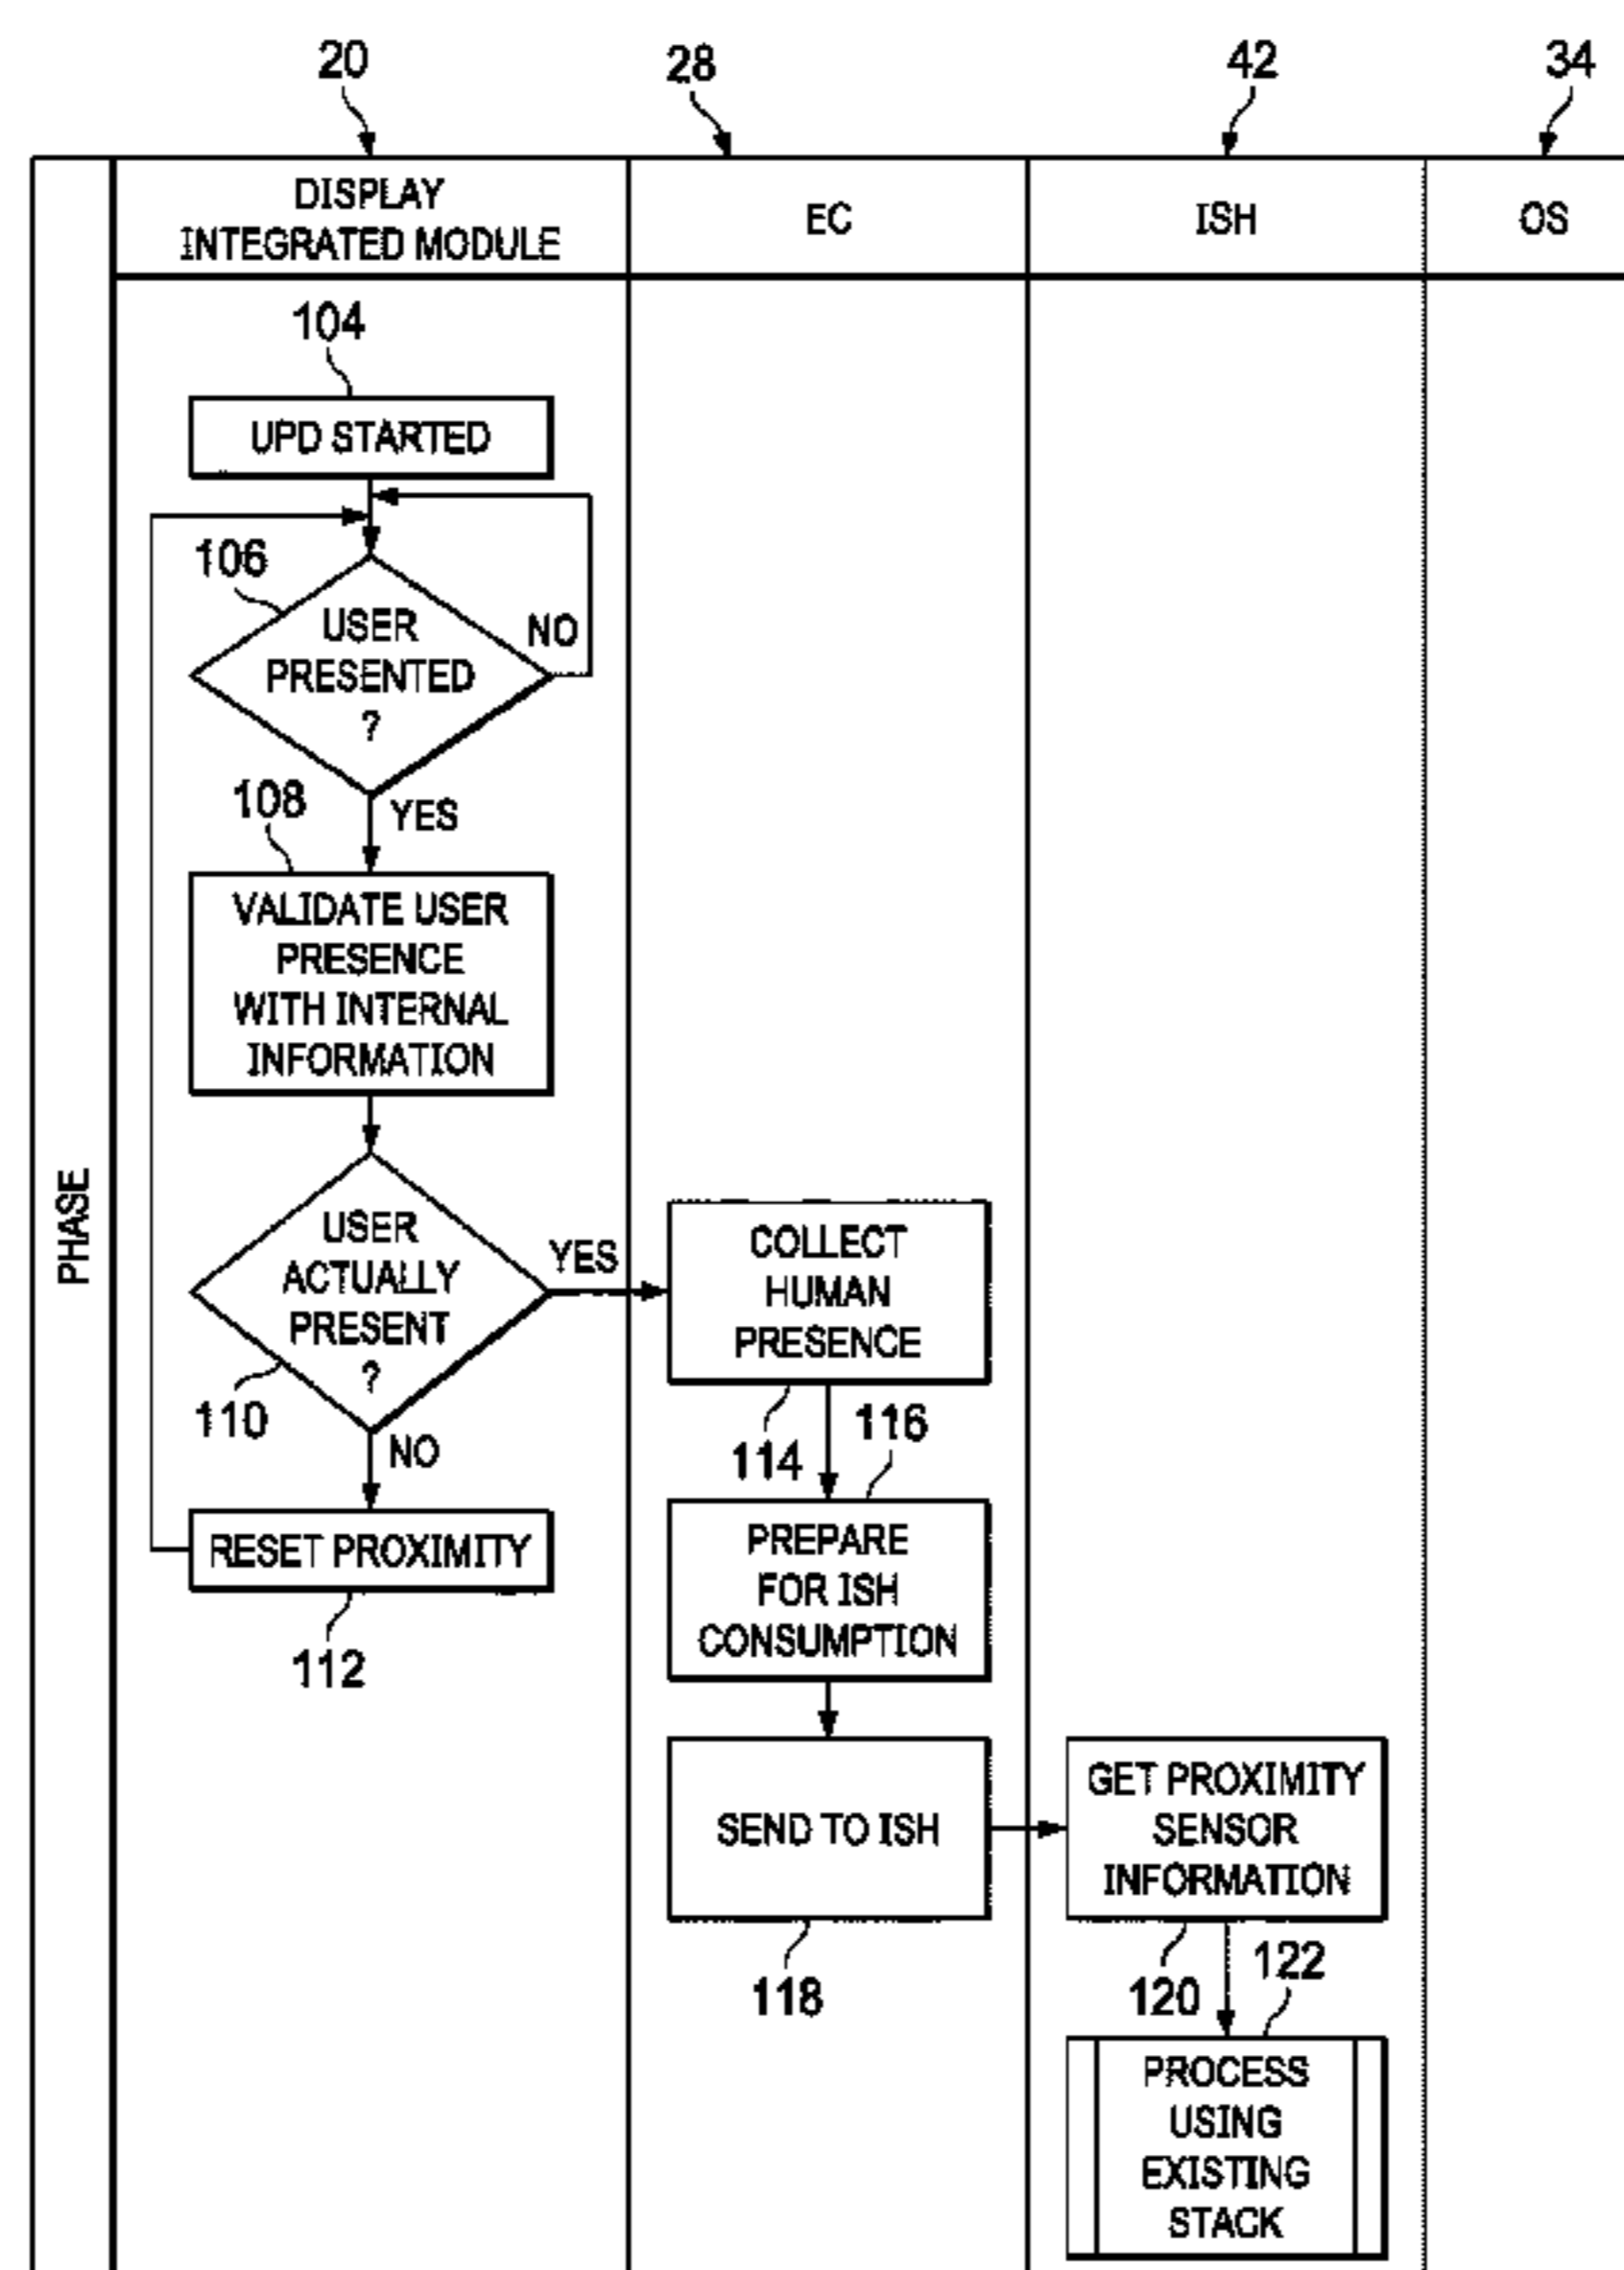 20
28
42
34
DISPLAY
INTEGRATED MODULE
EC
ISH
OS
PHASE
104
UPD STARTED
106
USER
PRESENTED
?
NO
YES
108
VALIDATE USER
PRESENCE
WITH INTERNAL
INFORMATION
USER
ACTUALLY
PRESENT
?
110
YES
NO
RESET PROXIMITY
112
COLLECT
HUMAN
PRESENCE
114
116
PREPARE
FOR ISH
CONSUMPTION
SEND TO ISH
118
GET PROXIMITY
SENSOR
INFORMATION
120
122
PROCESS
USING
EXISTING
STACK